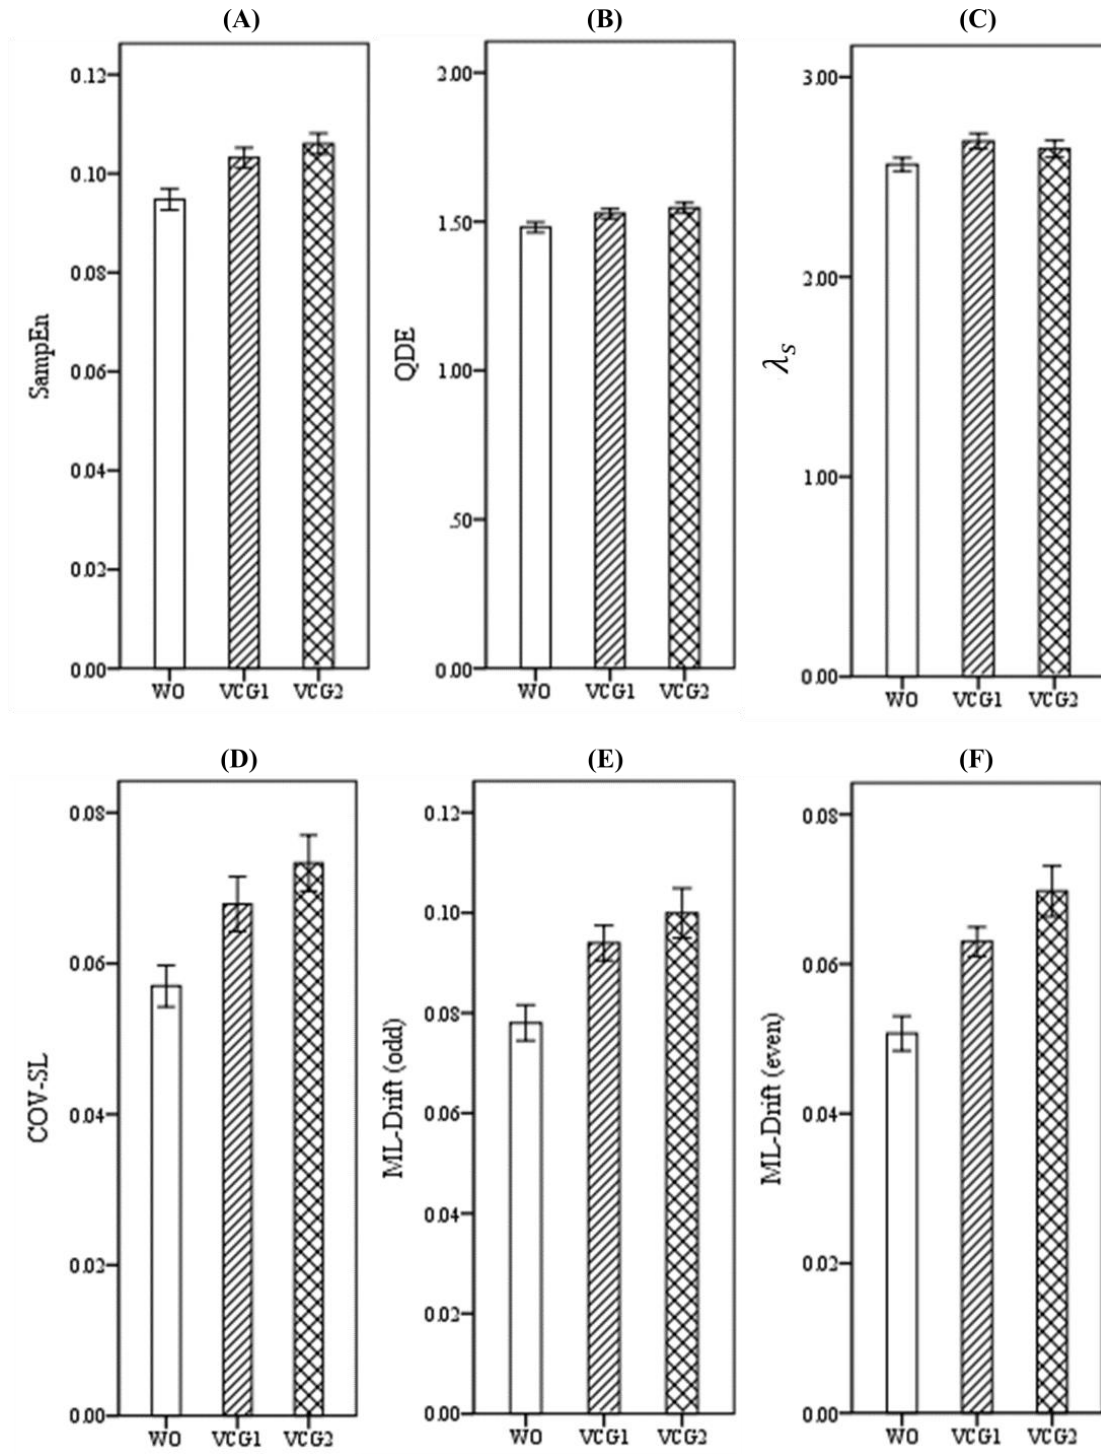 (A)
0.12
0.10
0.08
0.06
0.04
0.02
0.00
SampEn
WO VCG1 VCG2
(B)
2.00
1.50
1.00
.50
0.00
QDE
WO VCG1 VCG2
(C)
3.00
2.00
1.00
0.00
λs
WO VCG1 VCG2
(D)
0.08
0.06
0.04
0.02
0.00
COV-SL
WO VCG1 VCG2
(E)
0.12
0.10
0.08
0.06
0.04
0.02
0.00
ML-Drift (odd)
WO VCG1 VCG2
(F)
0.08
0.06
0.04
0.02
0.00
ML-Drift (even)
WO VCG1 VCG2